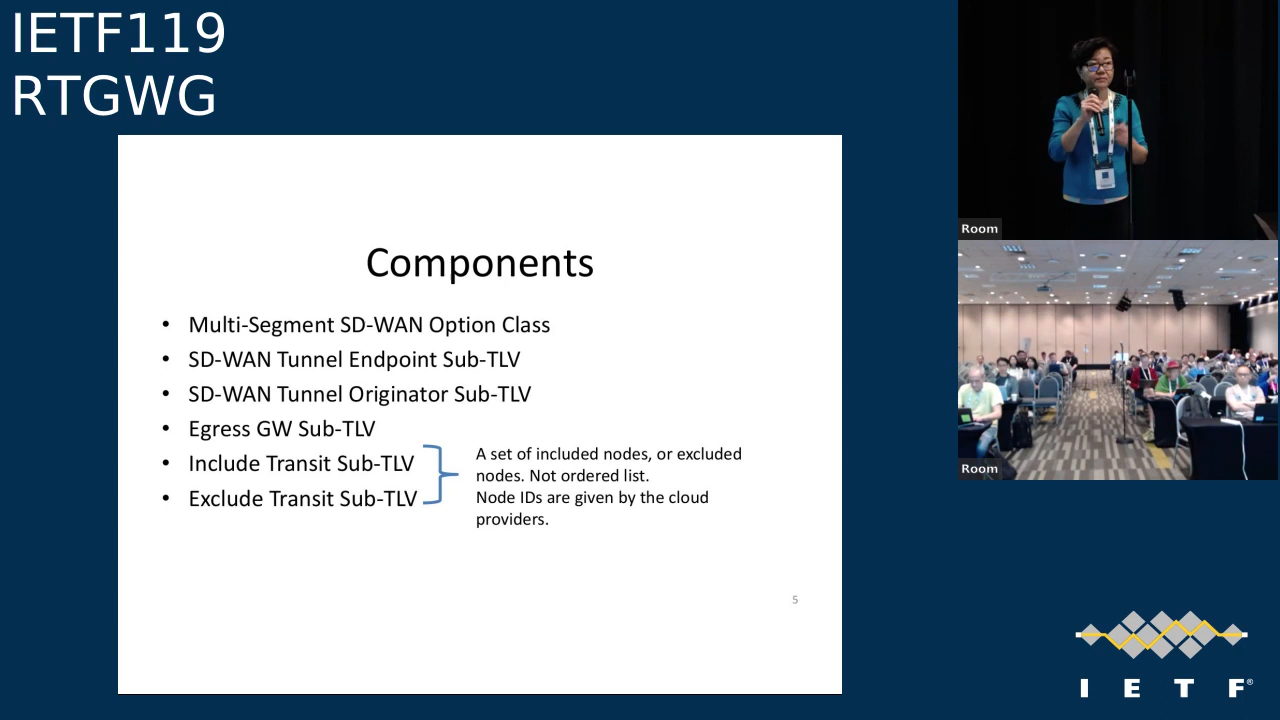 IETF119
RTGWG
Components
• Multi-Segment SD-WAN Option Class
• SD-WAN Tunnel Endpoint Sub-TLV
• SD-WAN Tunnel Originator Sub-TLV
• Egress GW Sub-TLV
• Include Transit Sub-TLV
• Exclude Transit Sub-TLV
A set of included nodes, or excluded
nodes. Not ordered list.
Node IDs are given by the cloud
providers.
5
Room
Room
I E T F®